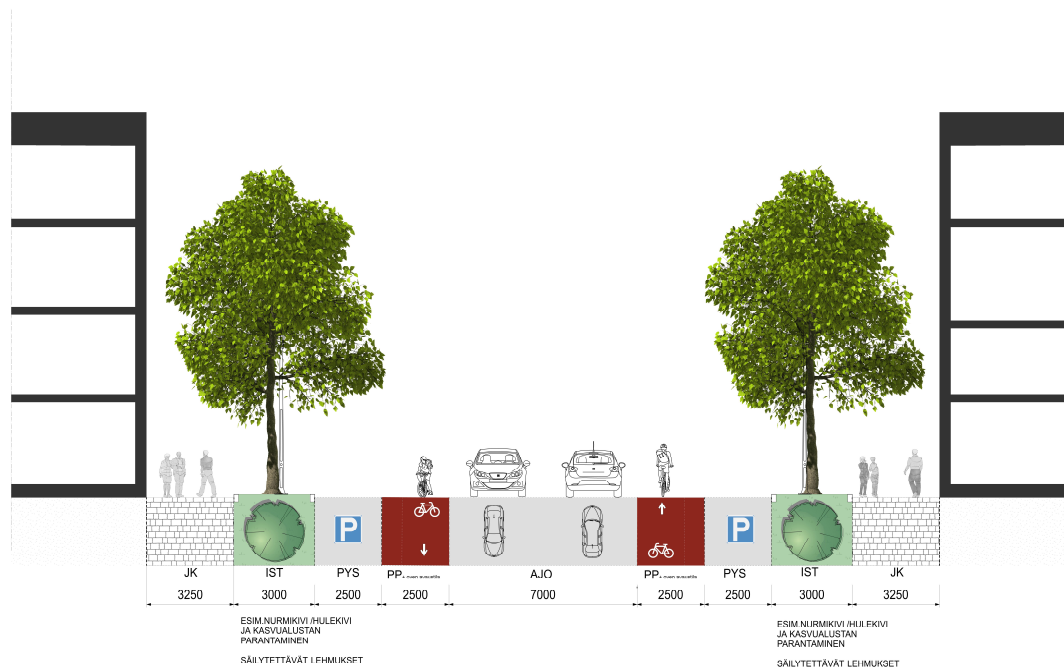 P
P
JK
IST
PYS
PP
AJO
PP
PYS
IST
JK
3250
3000
2500
2500
7000
2500
2500
3000
3250
ESIM.NURMIKIVI /HULEKIVI
JA KASVUALUSTAN
PARANTAMINEN
SÄILYTETTÄVÄT LEHMUKSET
ESIM.NURMIKIVI /HULEKIVI
JA KASVUALUSTAN
PARANTAMINEN
SÄILYTETTÄVÄT LEHMUKSET